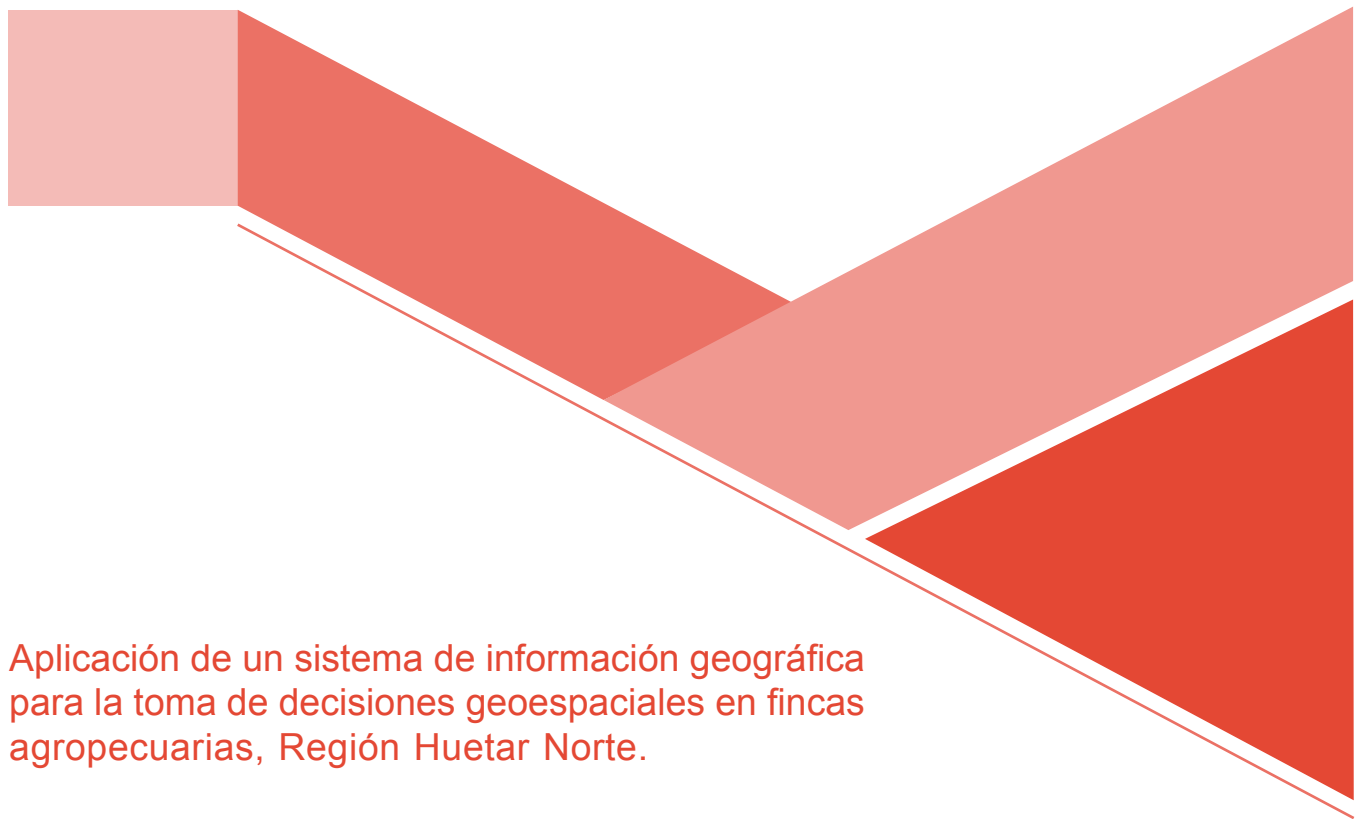 Aplicación de un sistema de información geográfica
para la toma de decisiones geoespaciales en fincas
agropecuarias, Región Huetar Norte.